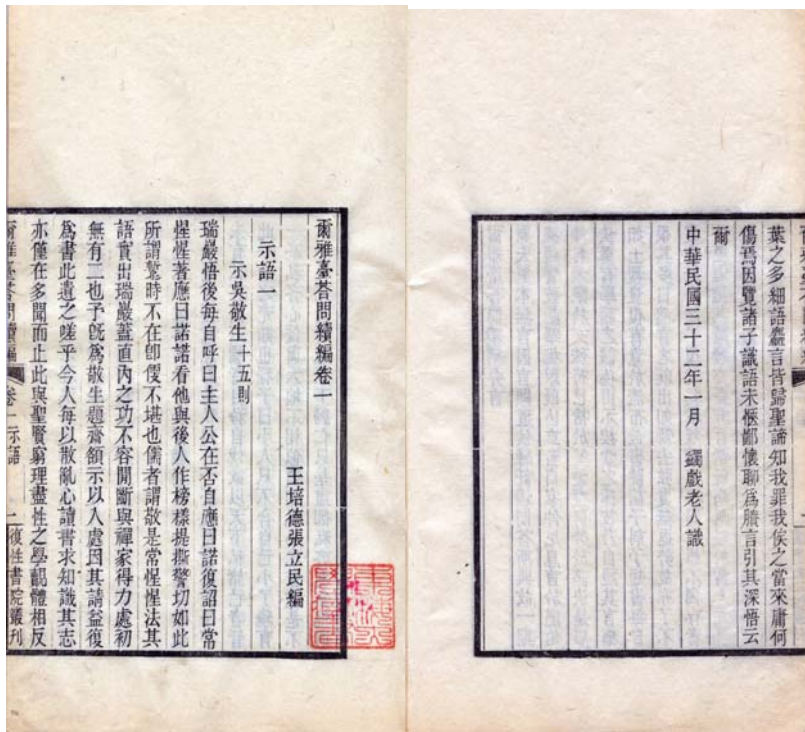 葉之多細語麤言皆歸聖諦知我罪我俟之當來庸何
傷焉因覽諸子識語未愜鄙懷聊爲贅言引其深悟云
爾
中華民國三十二年一月　蠲戲老人識
爾雅臺荅問續編卷一
王培德張立民編
示語一
示吳敬生十五則
瑞巖悟後每自呼曰主人公在否自應曰諾復詔曰常
惺惺著應曰諾諾看他與後人作榜樣提撕警切如此
所謂暫時不在卽便不堪也儒者謂敬是常惺惺法其
語實出瑞巖蓋直內之功不容閒斷與禪家得力處初
無有二也予旣爲敬生題齋額示以入處因其請益復
爲書此遺之嗟乎今人每以散亂心讀書求知識其志
亦僅在多聞而止此與聖賢窮理盡性之學覿體相反
爾雅臺荅問續編　卷一　示語　一　復性書院叢刊